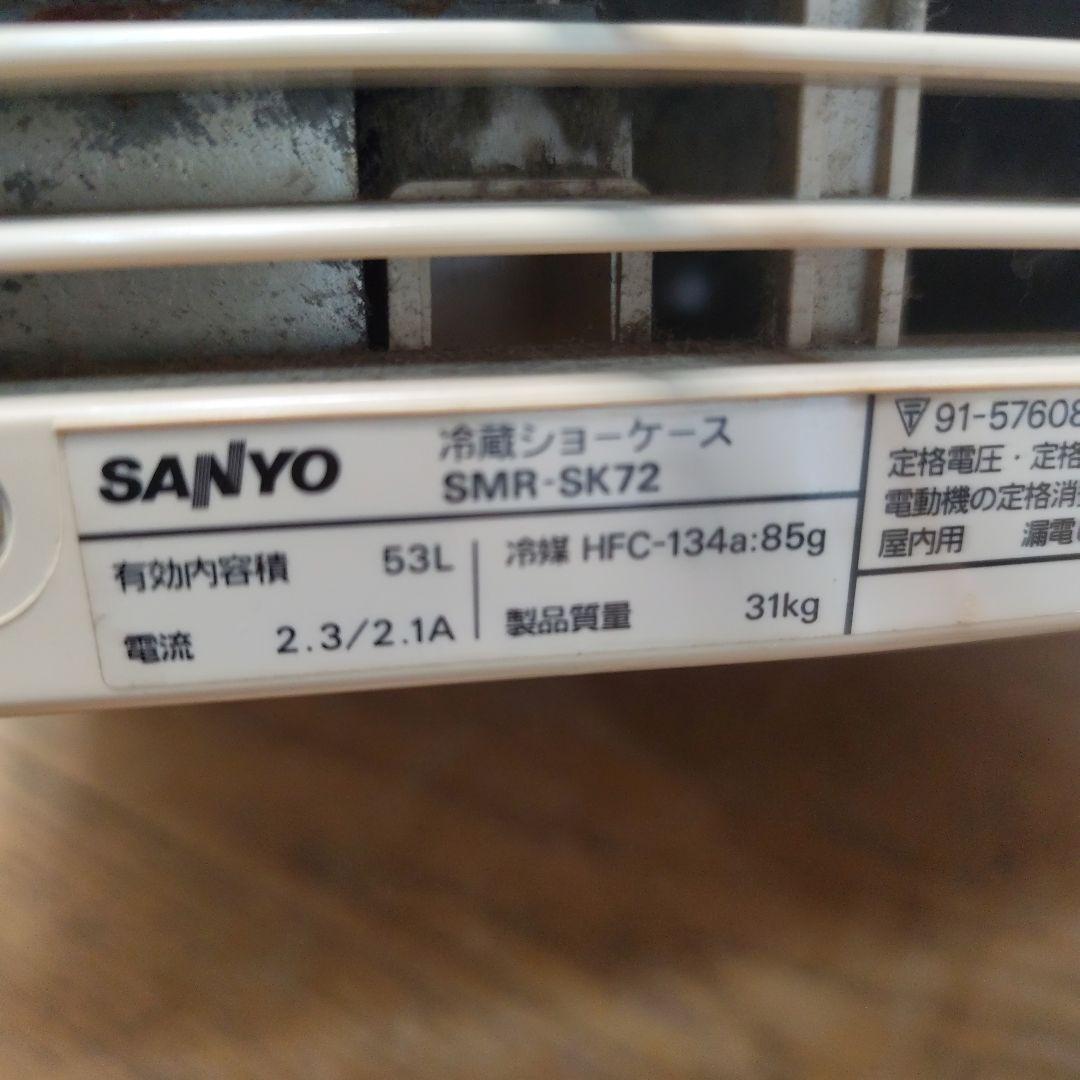 SANYO
冷蔵ショーケース
SMR-SK72
有効内容積 53L
電流 2.3/2.1A
冷媒 HFC-134a:85g
製品質量 31kg
〒 91-57608
定格電圧・定格
電動機の定格消
屋内用 漏電